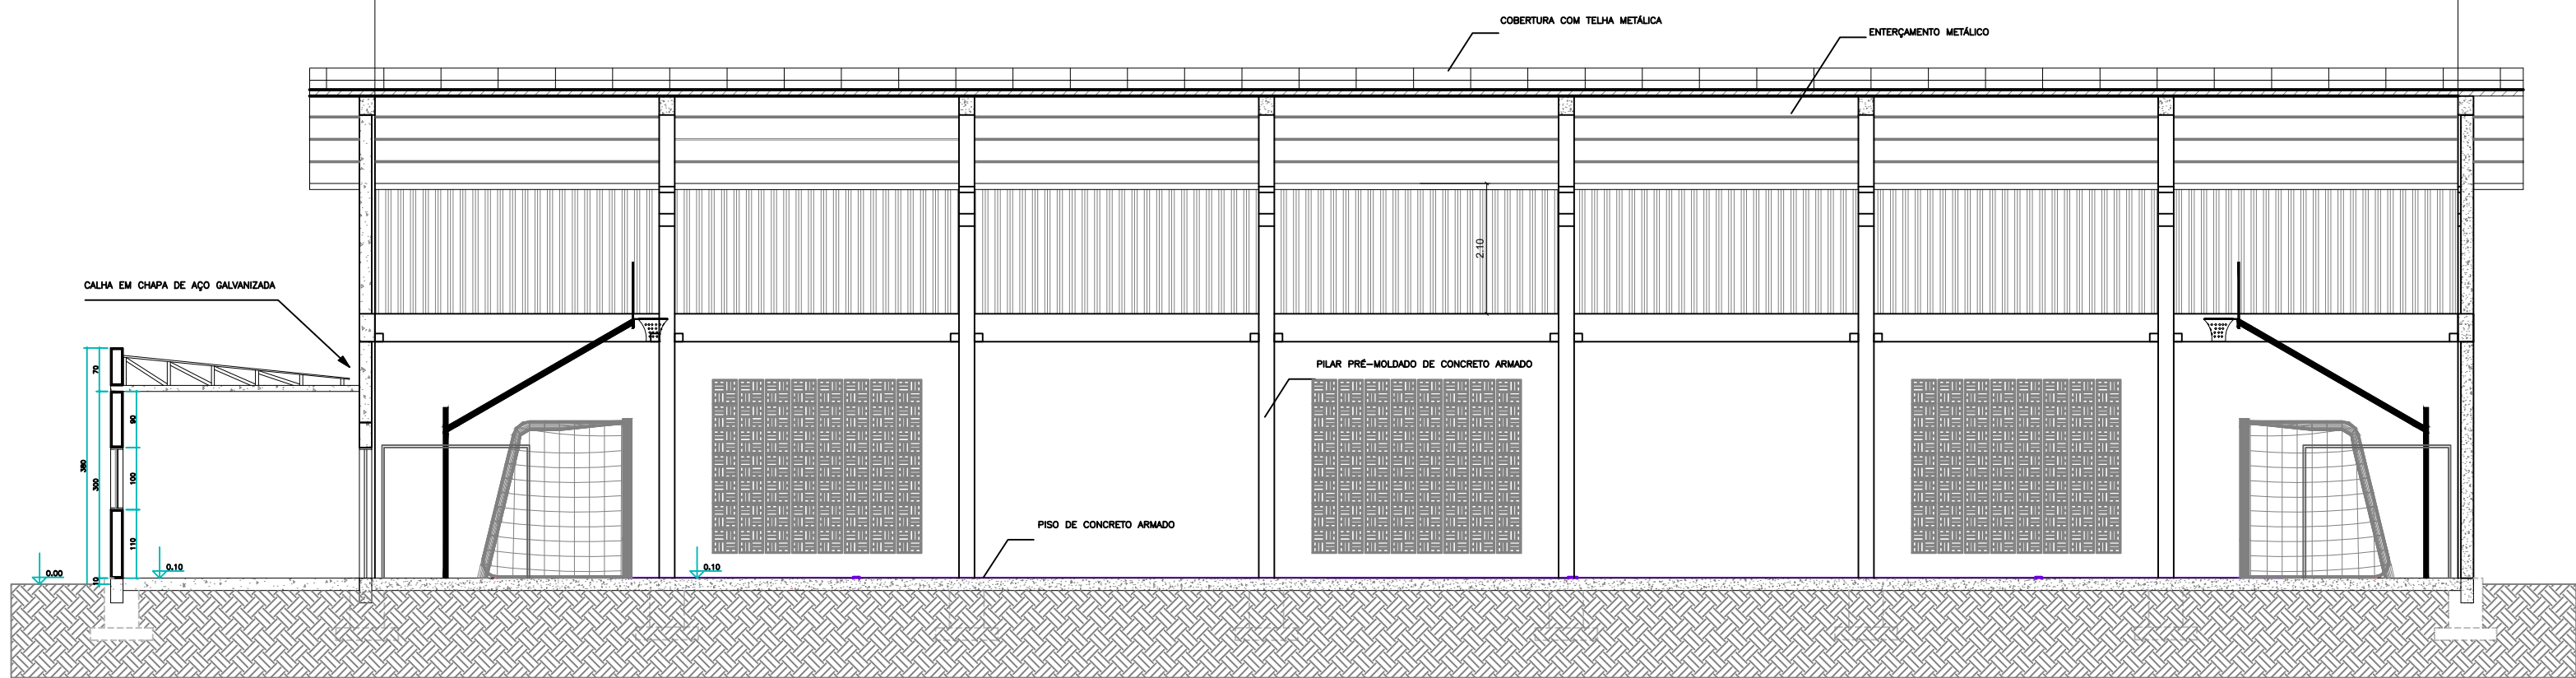 COBERTURA COM TELHA METÁLICA
ENTERÇAMENTO METÁLICO
2.10
CALHA EM CHAPA DE AÇO GALVANIZADA
PILAR PRÉ-MOLDADO DE CONCRETO ARMADO
70
90
380
300
100
PISO DE CONCRETO ARMADO
110
0.00
10
0.10
0.10